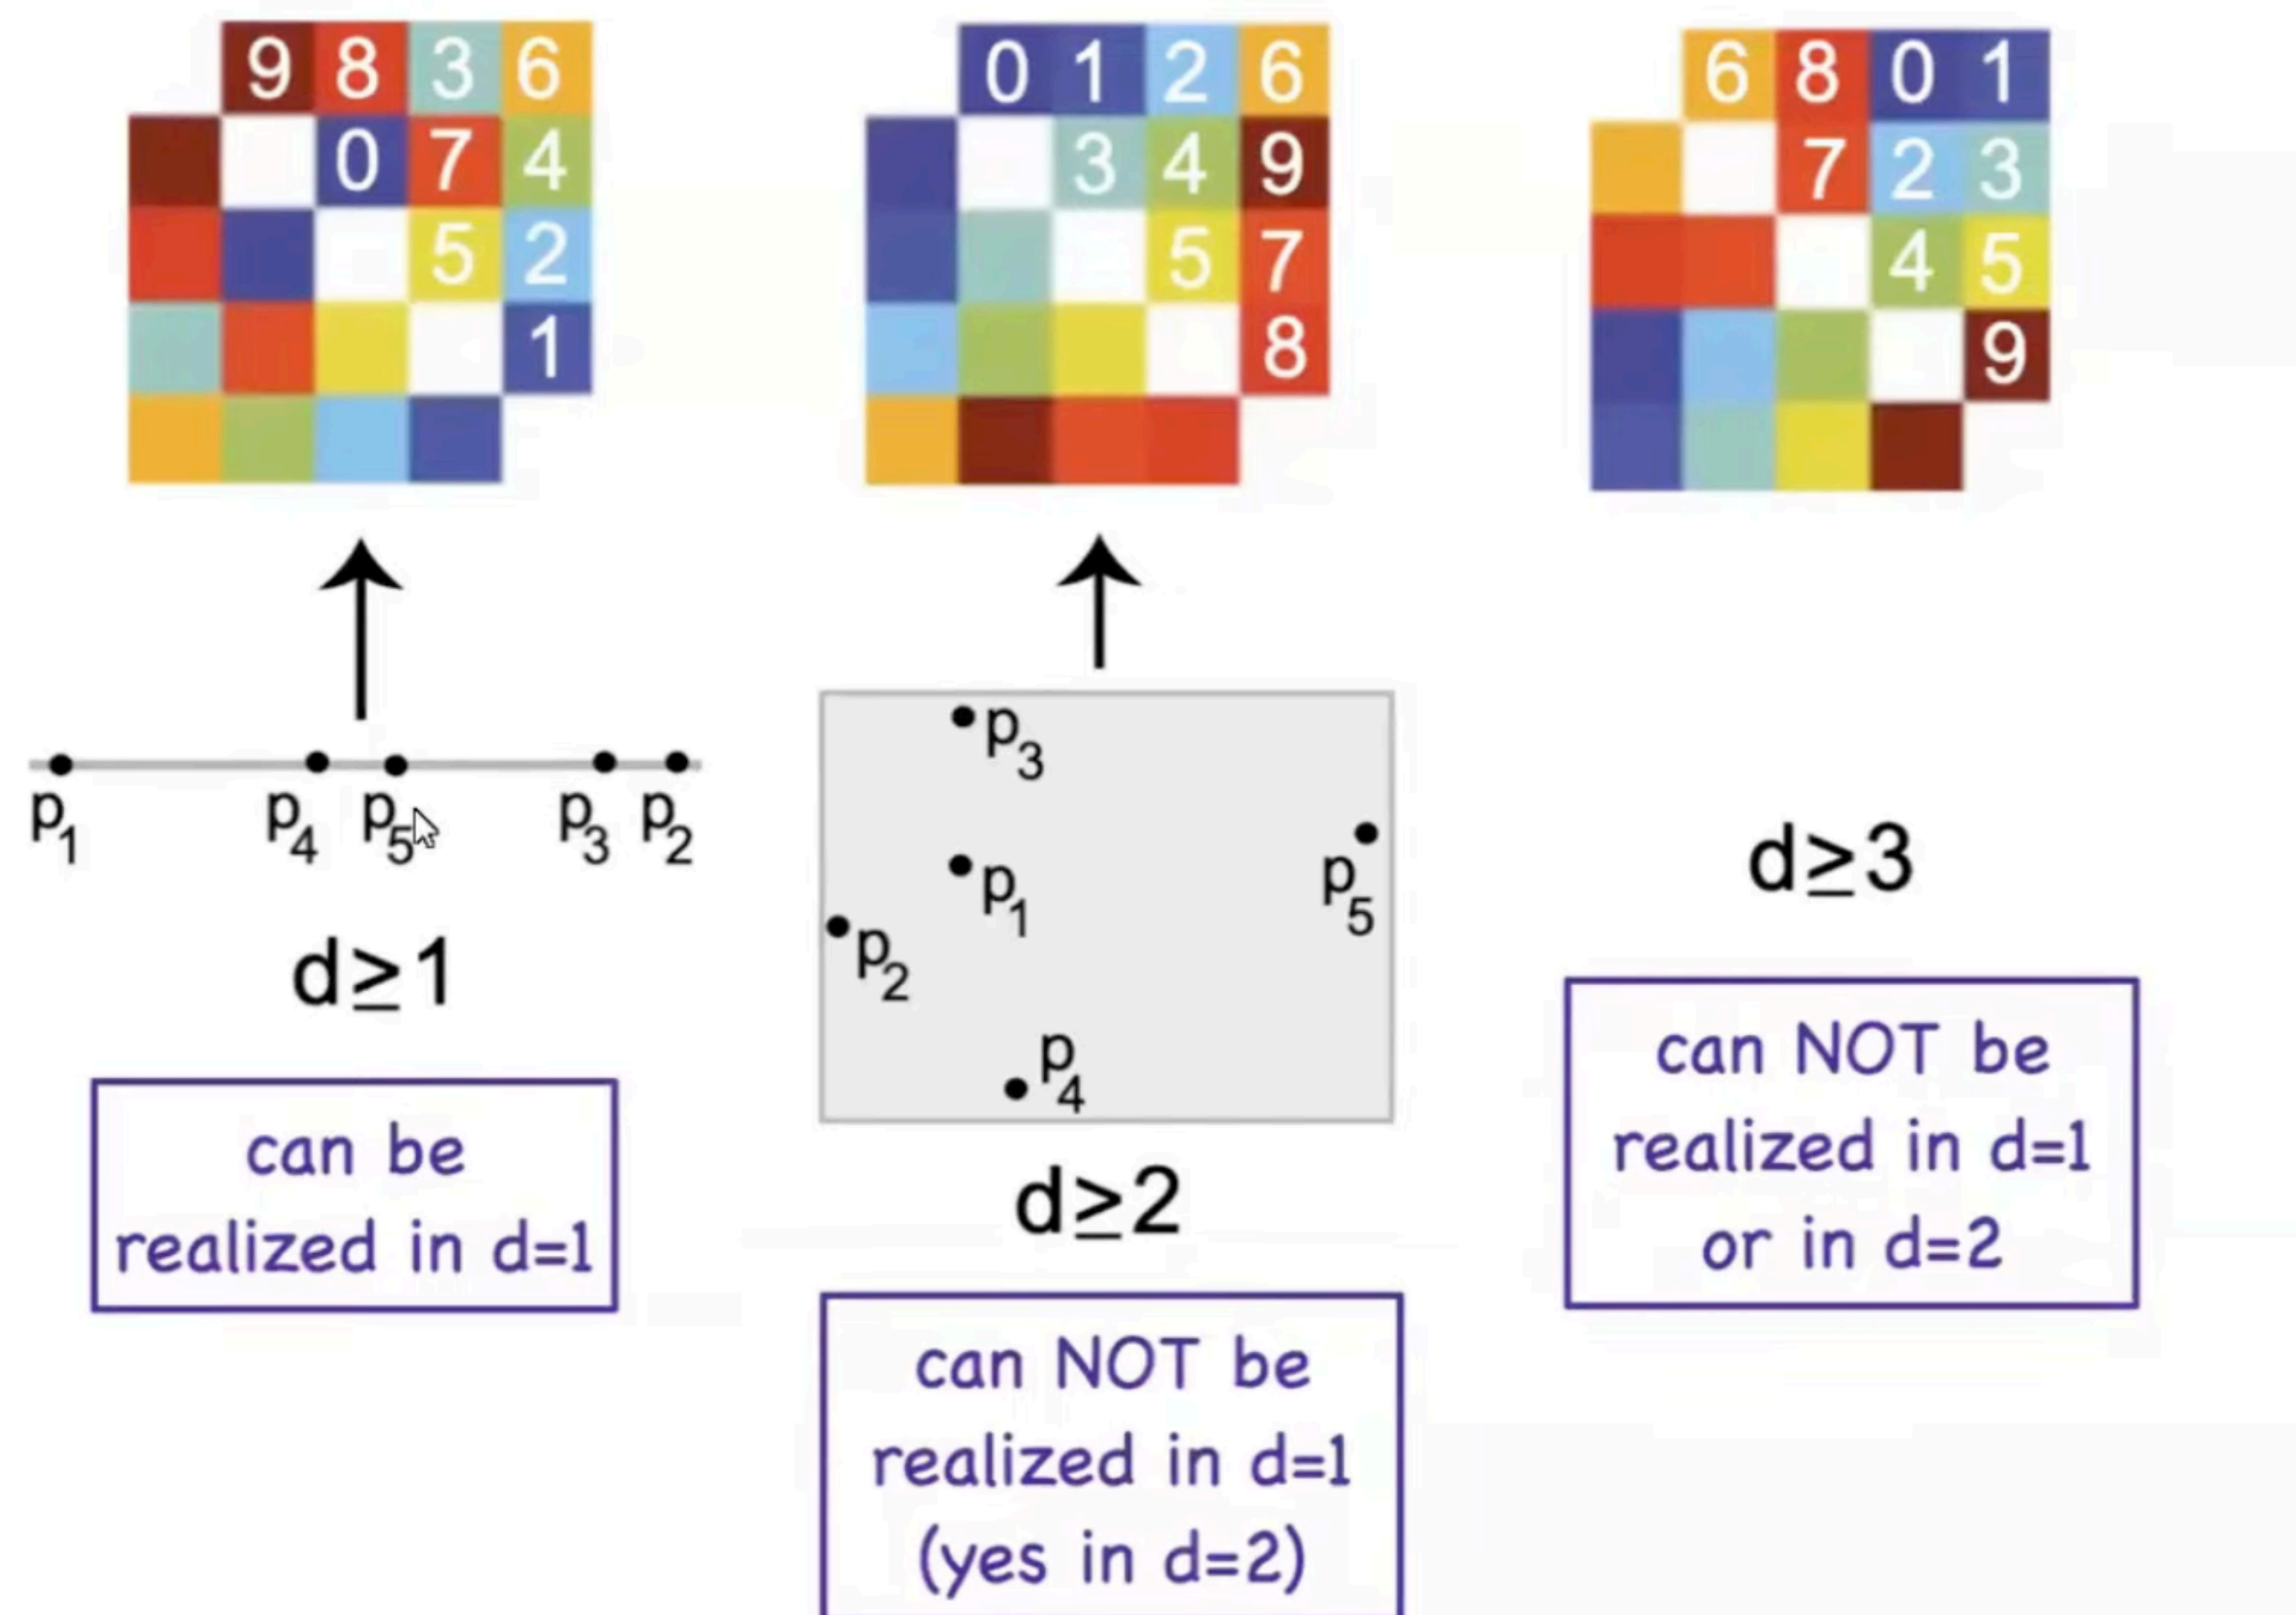 9 8 3 6
0 7 4
5 2
1
p1 p4 p5 p3 p2
d≥1
can be
realized in d=1
0 1 2 6
3 4 9
5 7
8
p3
p1
p5
p2
p4
d≥2
can NOT be
realized in d=1
(yes in d=2)
6 8 0 1
7 2 3
4 5
9
d≥3
can NOT be
realized in d=1
or in d=2